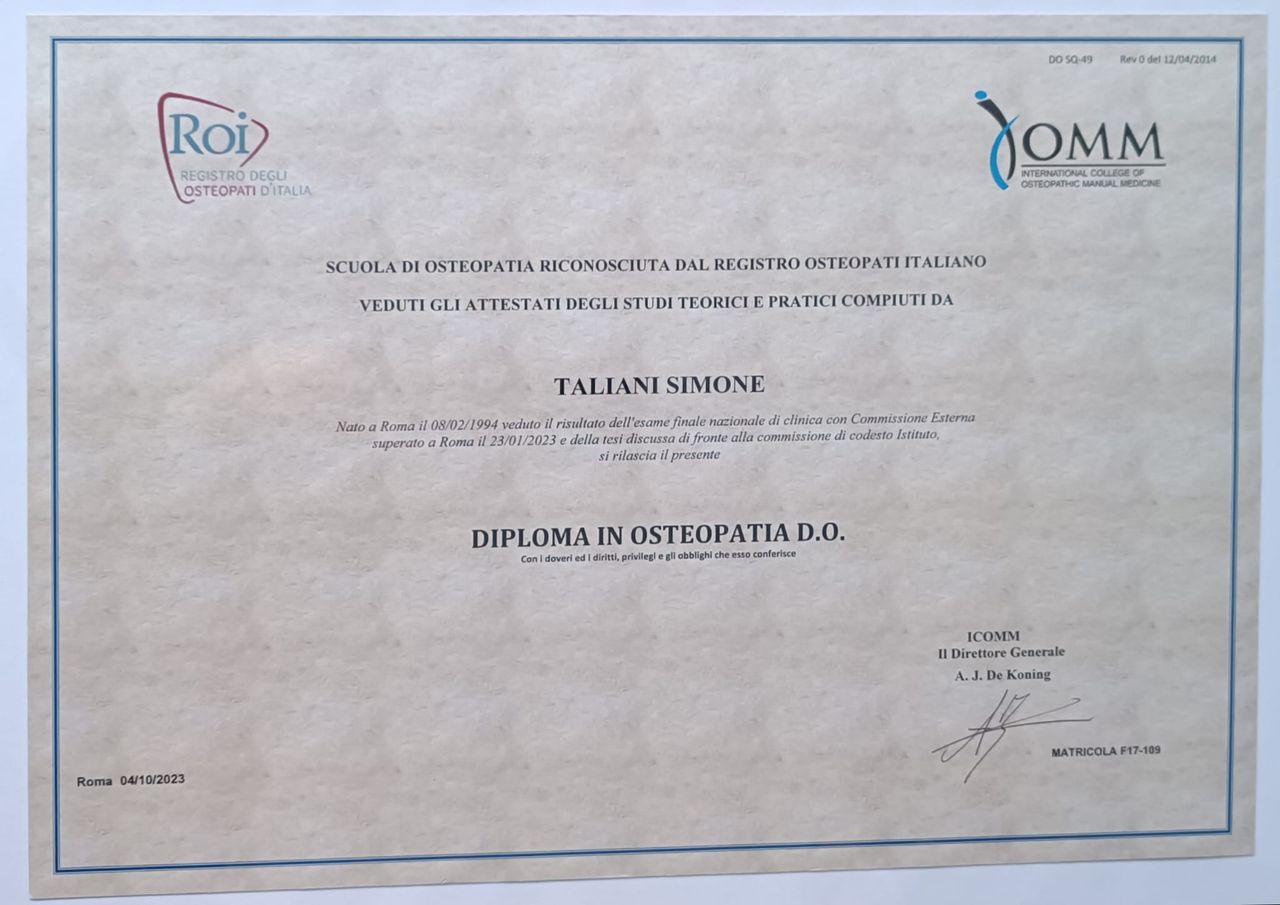 DO SQ-49 Rev 0 del 12/04/2014
Roi
REGISTRO DEGLI
OSTEOPATI D'ITALIA
ICOMM
INTERNATIONAL COLLEGE OF
OSTEOPATHIC MANUAL MEDICINE
SCUOLA DI OSTEOPATIA RICONOSCIUTA DAL REGISTRO OSTEOPATI ITALIANO
VEDUTI GLI ATTESTATI DEGLI STUDI TEORICI E PRATICI COMPIUTI DA
TALIANI SIMONE
Nato a Roma il 08/02/1994 veduto il risultato dell'esame finale nazionale di clinica con Commissione Esterna
superato a Roma il 23/01/2023 e della tesi discussa di fronte alla commissione di codesto Istituto,
si rilascia il presente
DIPLOMA IN OSTEOPATIA D.O.
Con i doveri ed i diritti, privilegi e gli obblighi che esso conferisce
ICOMM
Il Direttore Generale
A. J. De Koning
MATRICOLA F17-109
Roma 04/10/2023